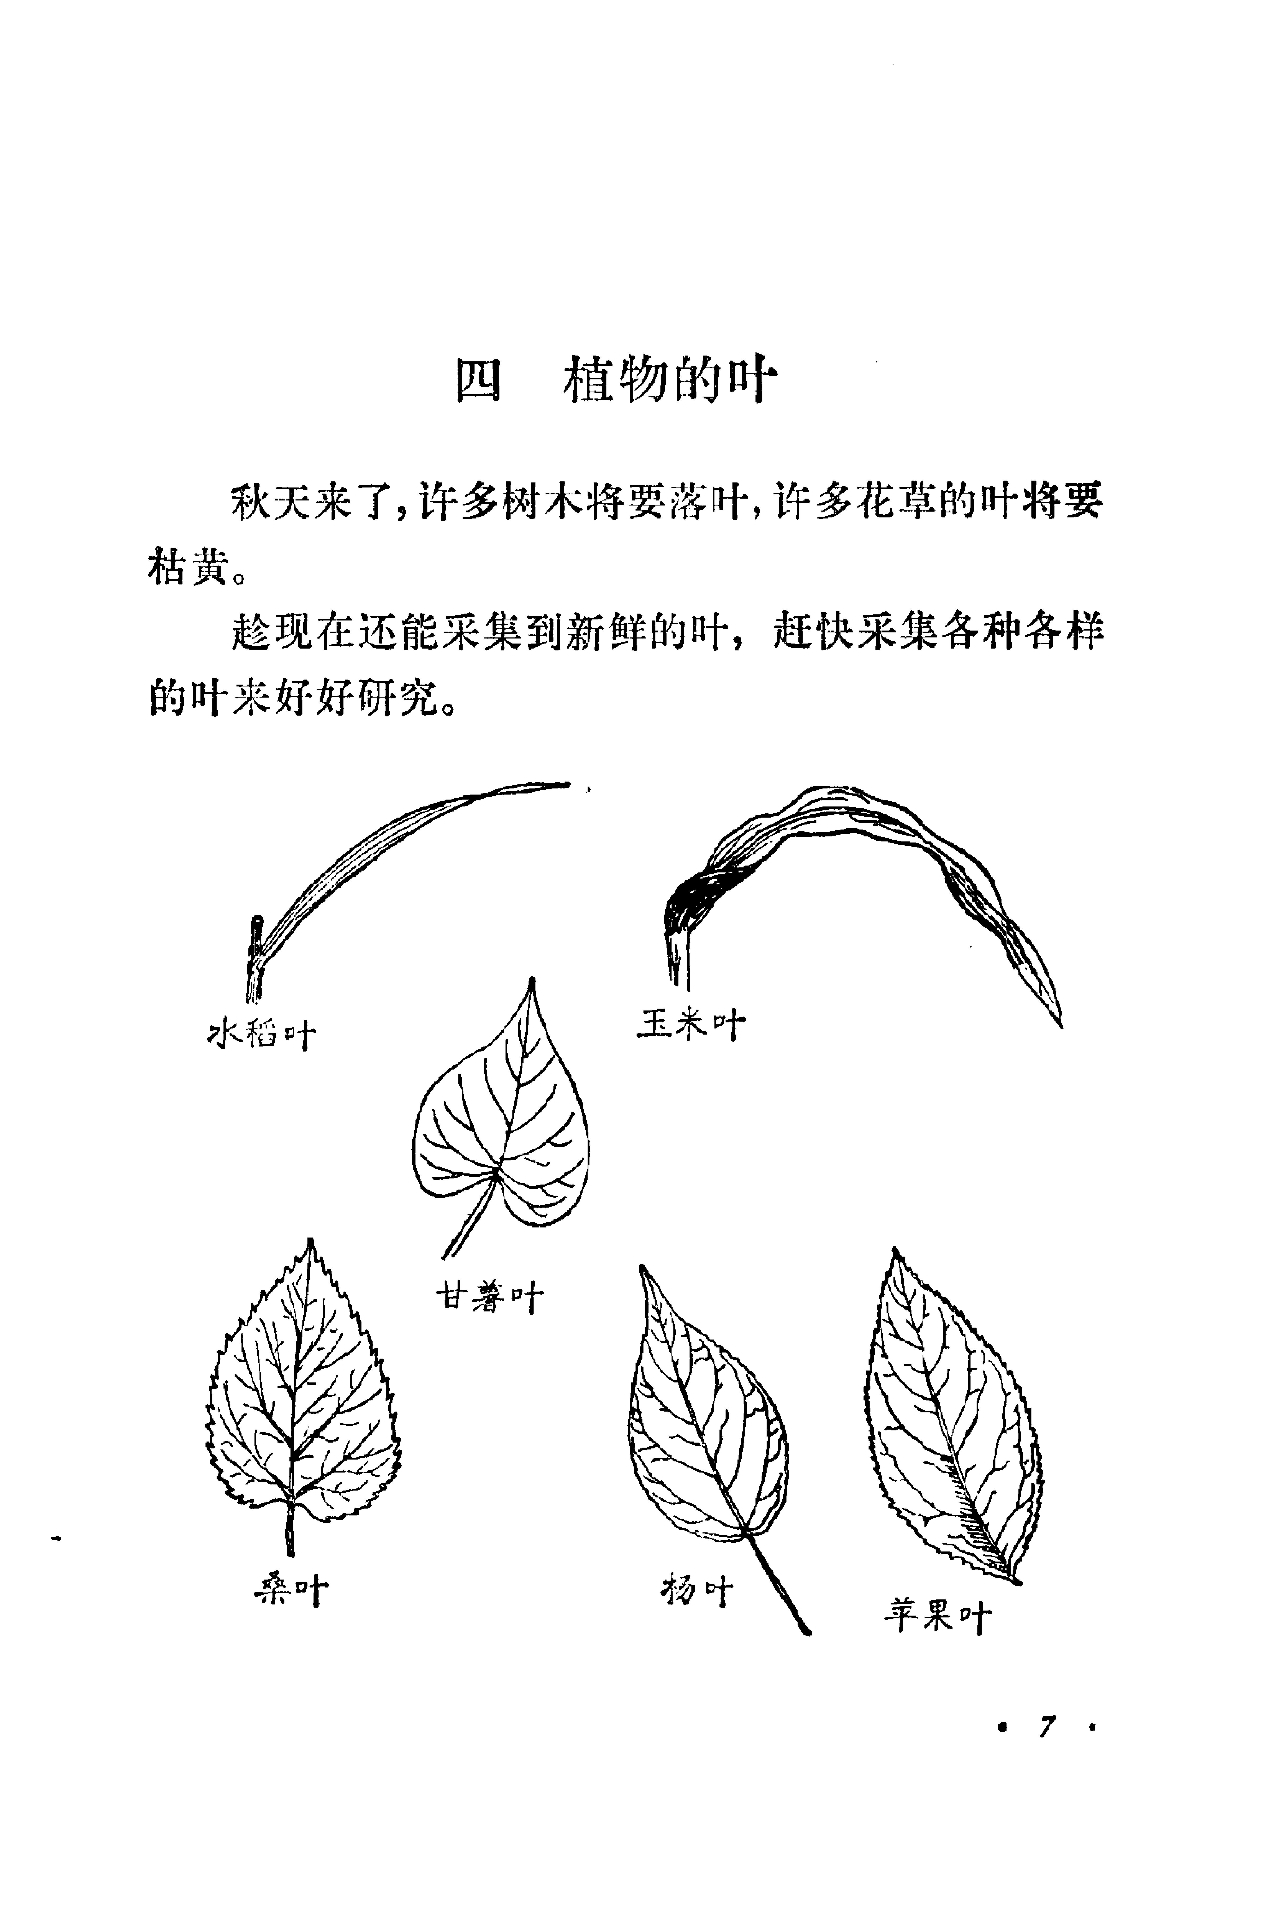 四 植物的叶
秋天来了,许多树木将要落叶,许多花草的叶将要
枯黄。
趁现在还能采集到新鲜的叶,赶快采集各种各样
的叶来好好研究。
水稻叶
玉米叶
甘薯叶
桑叶
杨叶
苹果叶
· 7 ·